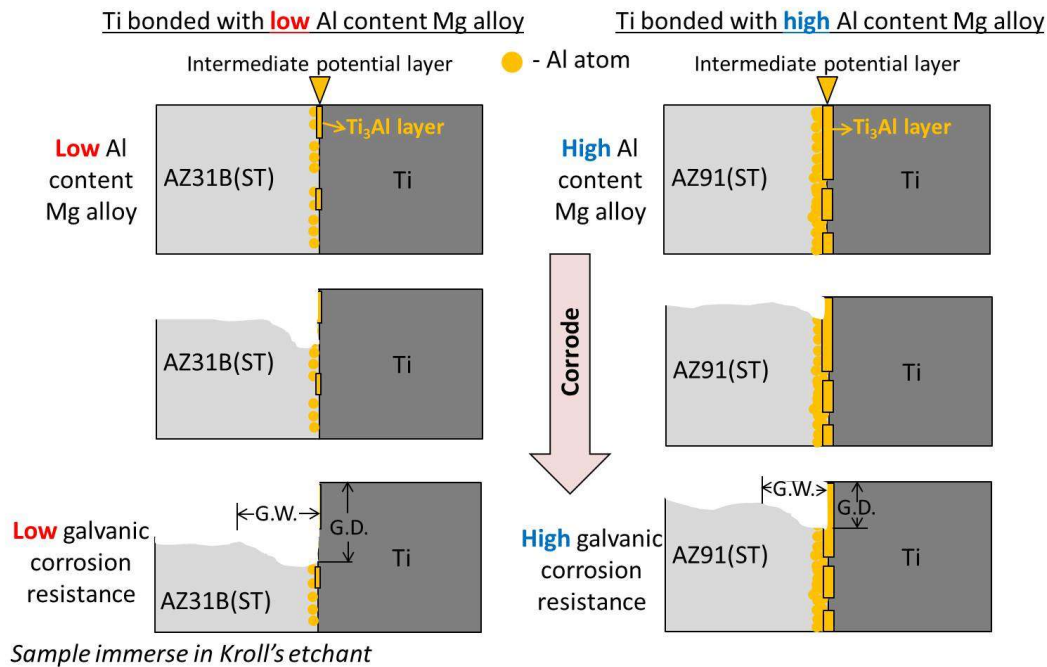 Ti bonded with low Al content Mg alloy
Ti bonded with high Al content Mg alloy
Intermediate potential layer
- Al atom
Intermediate potential layer
Low Al
content
Mg alloy
Ti₃Al layer
AZ31B(ST)
Ti
High Al
content
Mg alloy
Ti₃Al layer
AZ91(ST)
Ti
AZ31B(ST)
Ti
Corrode
AZ91(ST)
Ti
Low galvanic
corrosion
resistance
G.W.
G.D.
AZ31B(ST)
Ti
High galvanic
corrosion
resistance
G.W.
G.D.
AZ91(ST)
Ti
Sample immerse in Kroll's etchant